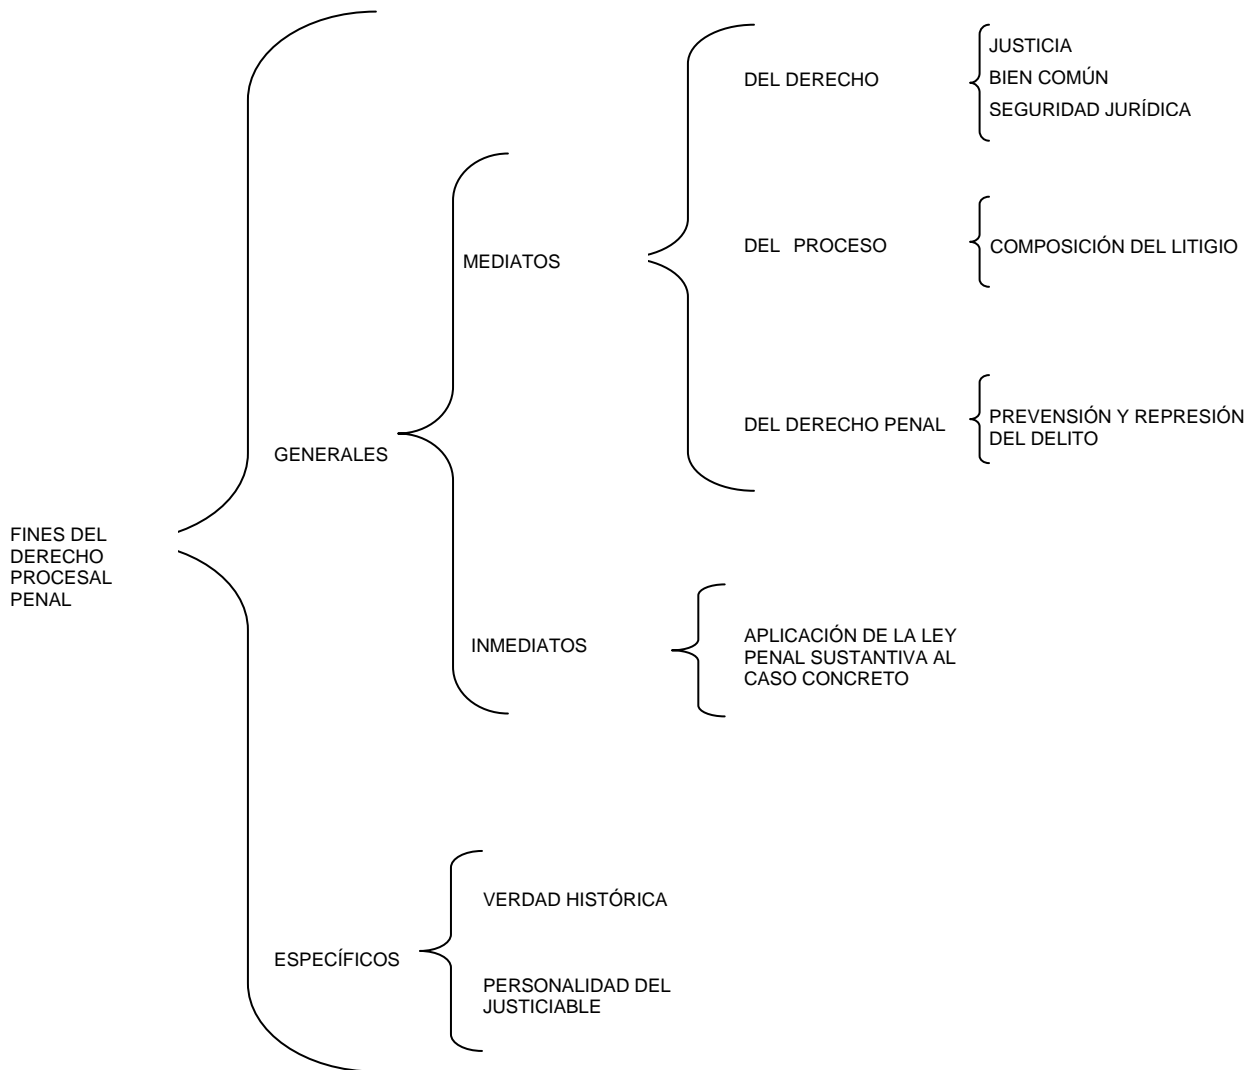 FINES DEL
DERECHO
PROCESAL
PENAL
GENERALES
MEDIATOS
DEL DERECHO
JUSTICIA
BIEN COMÚN
SEGURIDAD JURÍDICA
DEL PROCESO
COMPOSICIÓN DEL LITIGIO
DEL DERECHO PENAL
PREVENSIÓN Y REPRESIÓN
DEL DELITO
INMEDIATOS
APLICACIÓN DE LA LEY
PENAL SUSTANTIVA AL
CASO CONCRETO
ESPECÍFICOS
VERDAD HISTÓRICA
PERSONALIDAD DEL
JUSTICIABLE